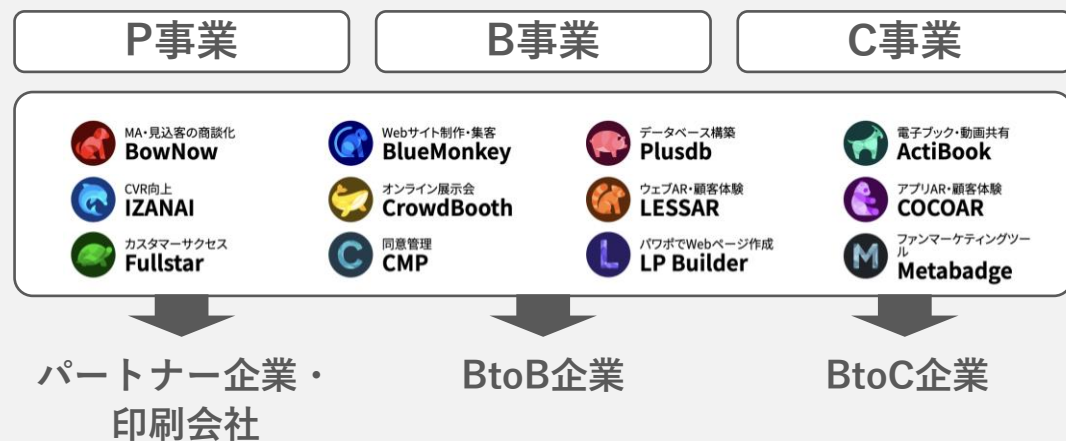 P事業
B事業
C事業
MA・見込客の商談化
BowNow
Webサイト制作・集客
BlueMonkey
データベース構築
Plusdb
電子ブック・動画共有
ActiBook
CVR向上
IZANAI
オンライン展示会
CrowdBooth
ウェブAR・顧客体験
LESSAR
アプリAR・顧客体験
COCOAR
カスタマーサクセス
Fullstar
C
同意管理
CMP
L
パワポでWebページ作成
LP Builder
M
ファンマーケティングツー
ル
Metabadge
パートナー企業・
印刷会社
BtoB企業
BtoC企業